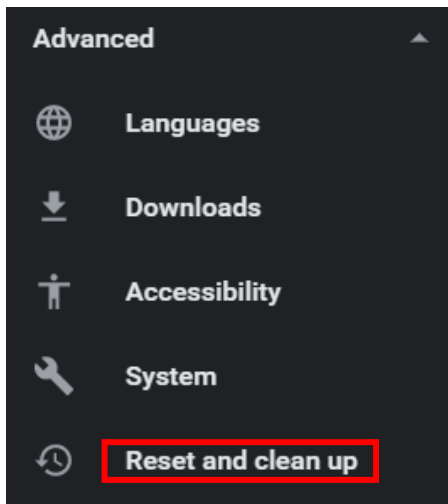 Advanced
Languages
Downloads
Accessibility
System
Reset and clean up